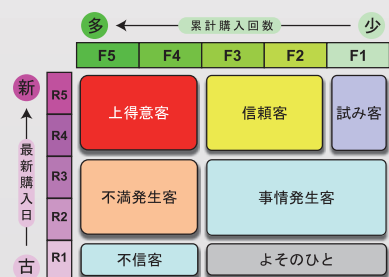 多 累計購入回数 少
F5 F4 F3 F2 F1
新
最新購入日
古
R5
R4
R3
R2
R1
上得意客 信頼客 試み客
不満発生客 事情発生客
不信客 よそのひと